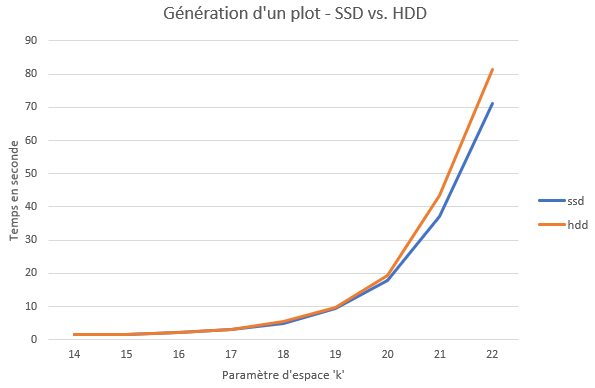 Génération d'un plot - SSD vs. HDD
90
80
70
60
50
40
30
20
10
0
Temps en seconde
14 15 16 17 18 19 20 21 22
Paramètre d'espace 'k'
ssd
hdd